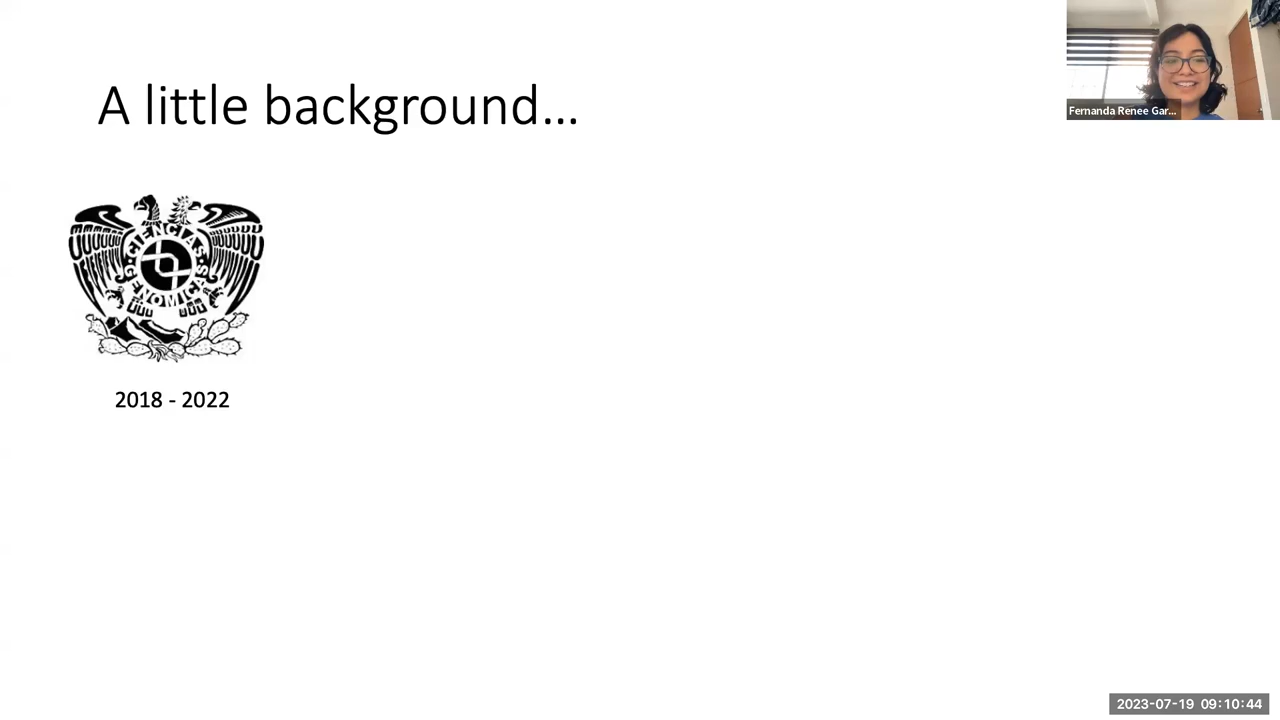 A little background...
Fernanda Renee Gar...
CIENCIAS
GENOMICAS
2018 - 2022
2023-07-19 09:10:44